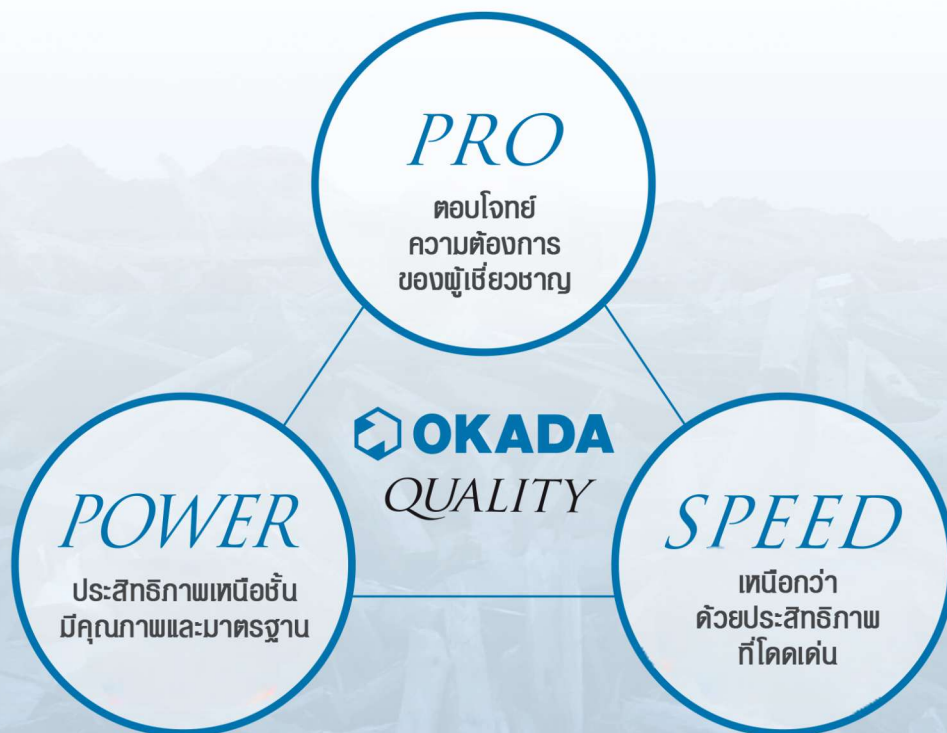 PRO
ตอบโจทย์
ความต้องการ
ของผู้เชี่ยวชาญ
OKADA
QUALITY
POWER
ประสิทธิภาพเหนือชั้น
มีคุณภาพและมาตรฐาน
SPEED
เหนือกว่า
ด้วยประสิทธิภาพ
ที่โดดเด่น